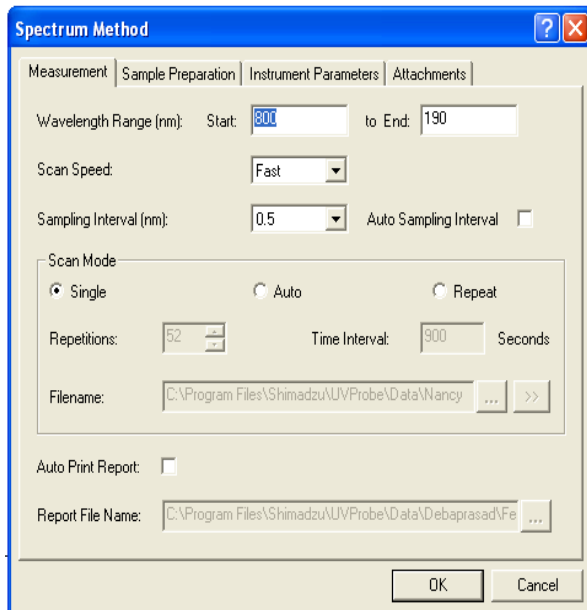 Spectrum Method
Measurement Sample Preparation Instrument Parameters Attachments
Wavelength Range (nm): Start: 800 to End: 190
Scan Speed: Fast
Sampling Interval (nm): 0.5 Auto Sampling Interval
Scan Mode
Single Auto Repeat
Repetitions: 52 Time Interval: 900 Seconds
Filename: C:\Program Files\Shimadzu\UVProbe\Data\Nancy ... >>
Auto Print Report:
Report File Name: C:\Program Files\Shimadzu\UVProbe\Data\Debaprasad\Fe ...
OK Cancel